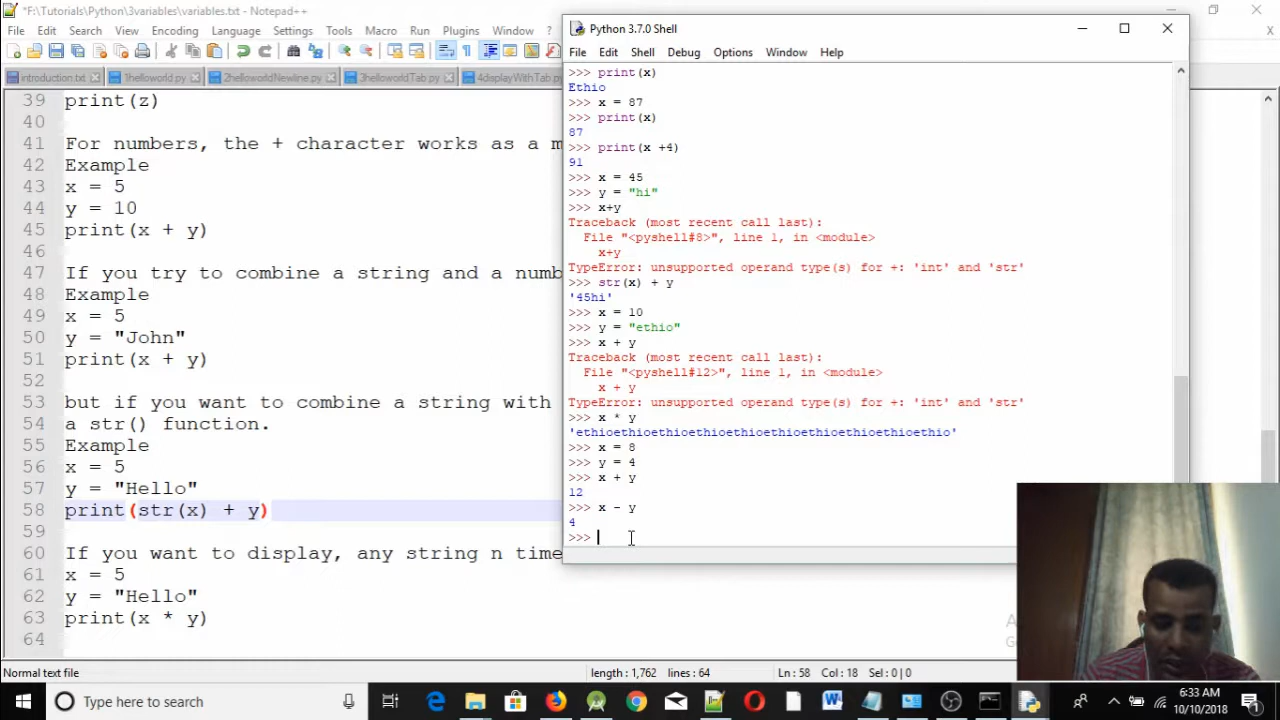 *F:\Tutorials\Python\3variables\variables.txt - Notepad++
File Edit Search View Encoding Language Settings Tools Macro Run Plugins Window ?
X
introduction.txt 1helloworld.py 2helloworldNewline.py 3helloworldTab.py 4displayWithTab.py
39 print(z)
40
41 For numbers, the + character works as a m
42 Example
43 x = 5
44 y = 10
45 print(x + y)
46
47 If you try to combine a string and a numb
48 Example
49 x = 5
50 y = "John"
51 print(x + y)
52
53 but if you want to combine a string with
54 a str() function.
55 Example
56 x = 5
57 y = "Hello"
58 print(str(x) + y)
59
60 If you want to display, any string n time
61 x = 5
62 y = "Hello"
63 print(x * y)
64
Normal text file length : 1,762 lines : 64 Ln : 58 Col : 18 Sel : 0 | 0
Python 3.7.0 Shell
File Edit Shell Debug Options Window Help
>>> print(x)
Ethio
>>> x = 87
>>> print(x)
87
>>> print(x +4)
91
>>> x = 45
>>> y = "hi"
>>> x+y
Traceback (most recent call last):
File "<pyshell#8>", line 1, in <module>
x+y
TypeError: unsupported operand type(s) for +: 'int' and 'str'
>>> str(x) + y
'45hi'
>>> x = 10
>>> y = "ethio"
>>> x + y
Traceback (most recent call last):
File "<pyshell#12>", line 1, in <module>
x + y
TypeError: unsupported operand type(s) for +: 'int' and 'str'
>>> x * y
'ethioethioethioethioethioethioethioethioethioethio'
>>> x = 8
>>> y = 4
>>> x + y
12
>>> x - y
4
>>>
Type here to search
6:33 AM
10/10/2018